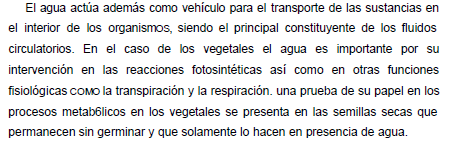 El agua actúa además como vehículo para el transporte de las sustancias en
el interior de los organismos, siendo el principal constituyente de los fluidos
circulatorios. En el caso de los vegetales el agua es importante por su
intervención en las reacciones fotosintéticas así como en otras funciones
fisiológicas COMO la transpiración y la respiración. una prueba de su papel en los
procesos metab6licos en los vegetales se presenta en las semillas secas que
permanecen sin germinar y que solamente lo hacen en presencia de agua.